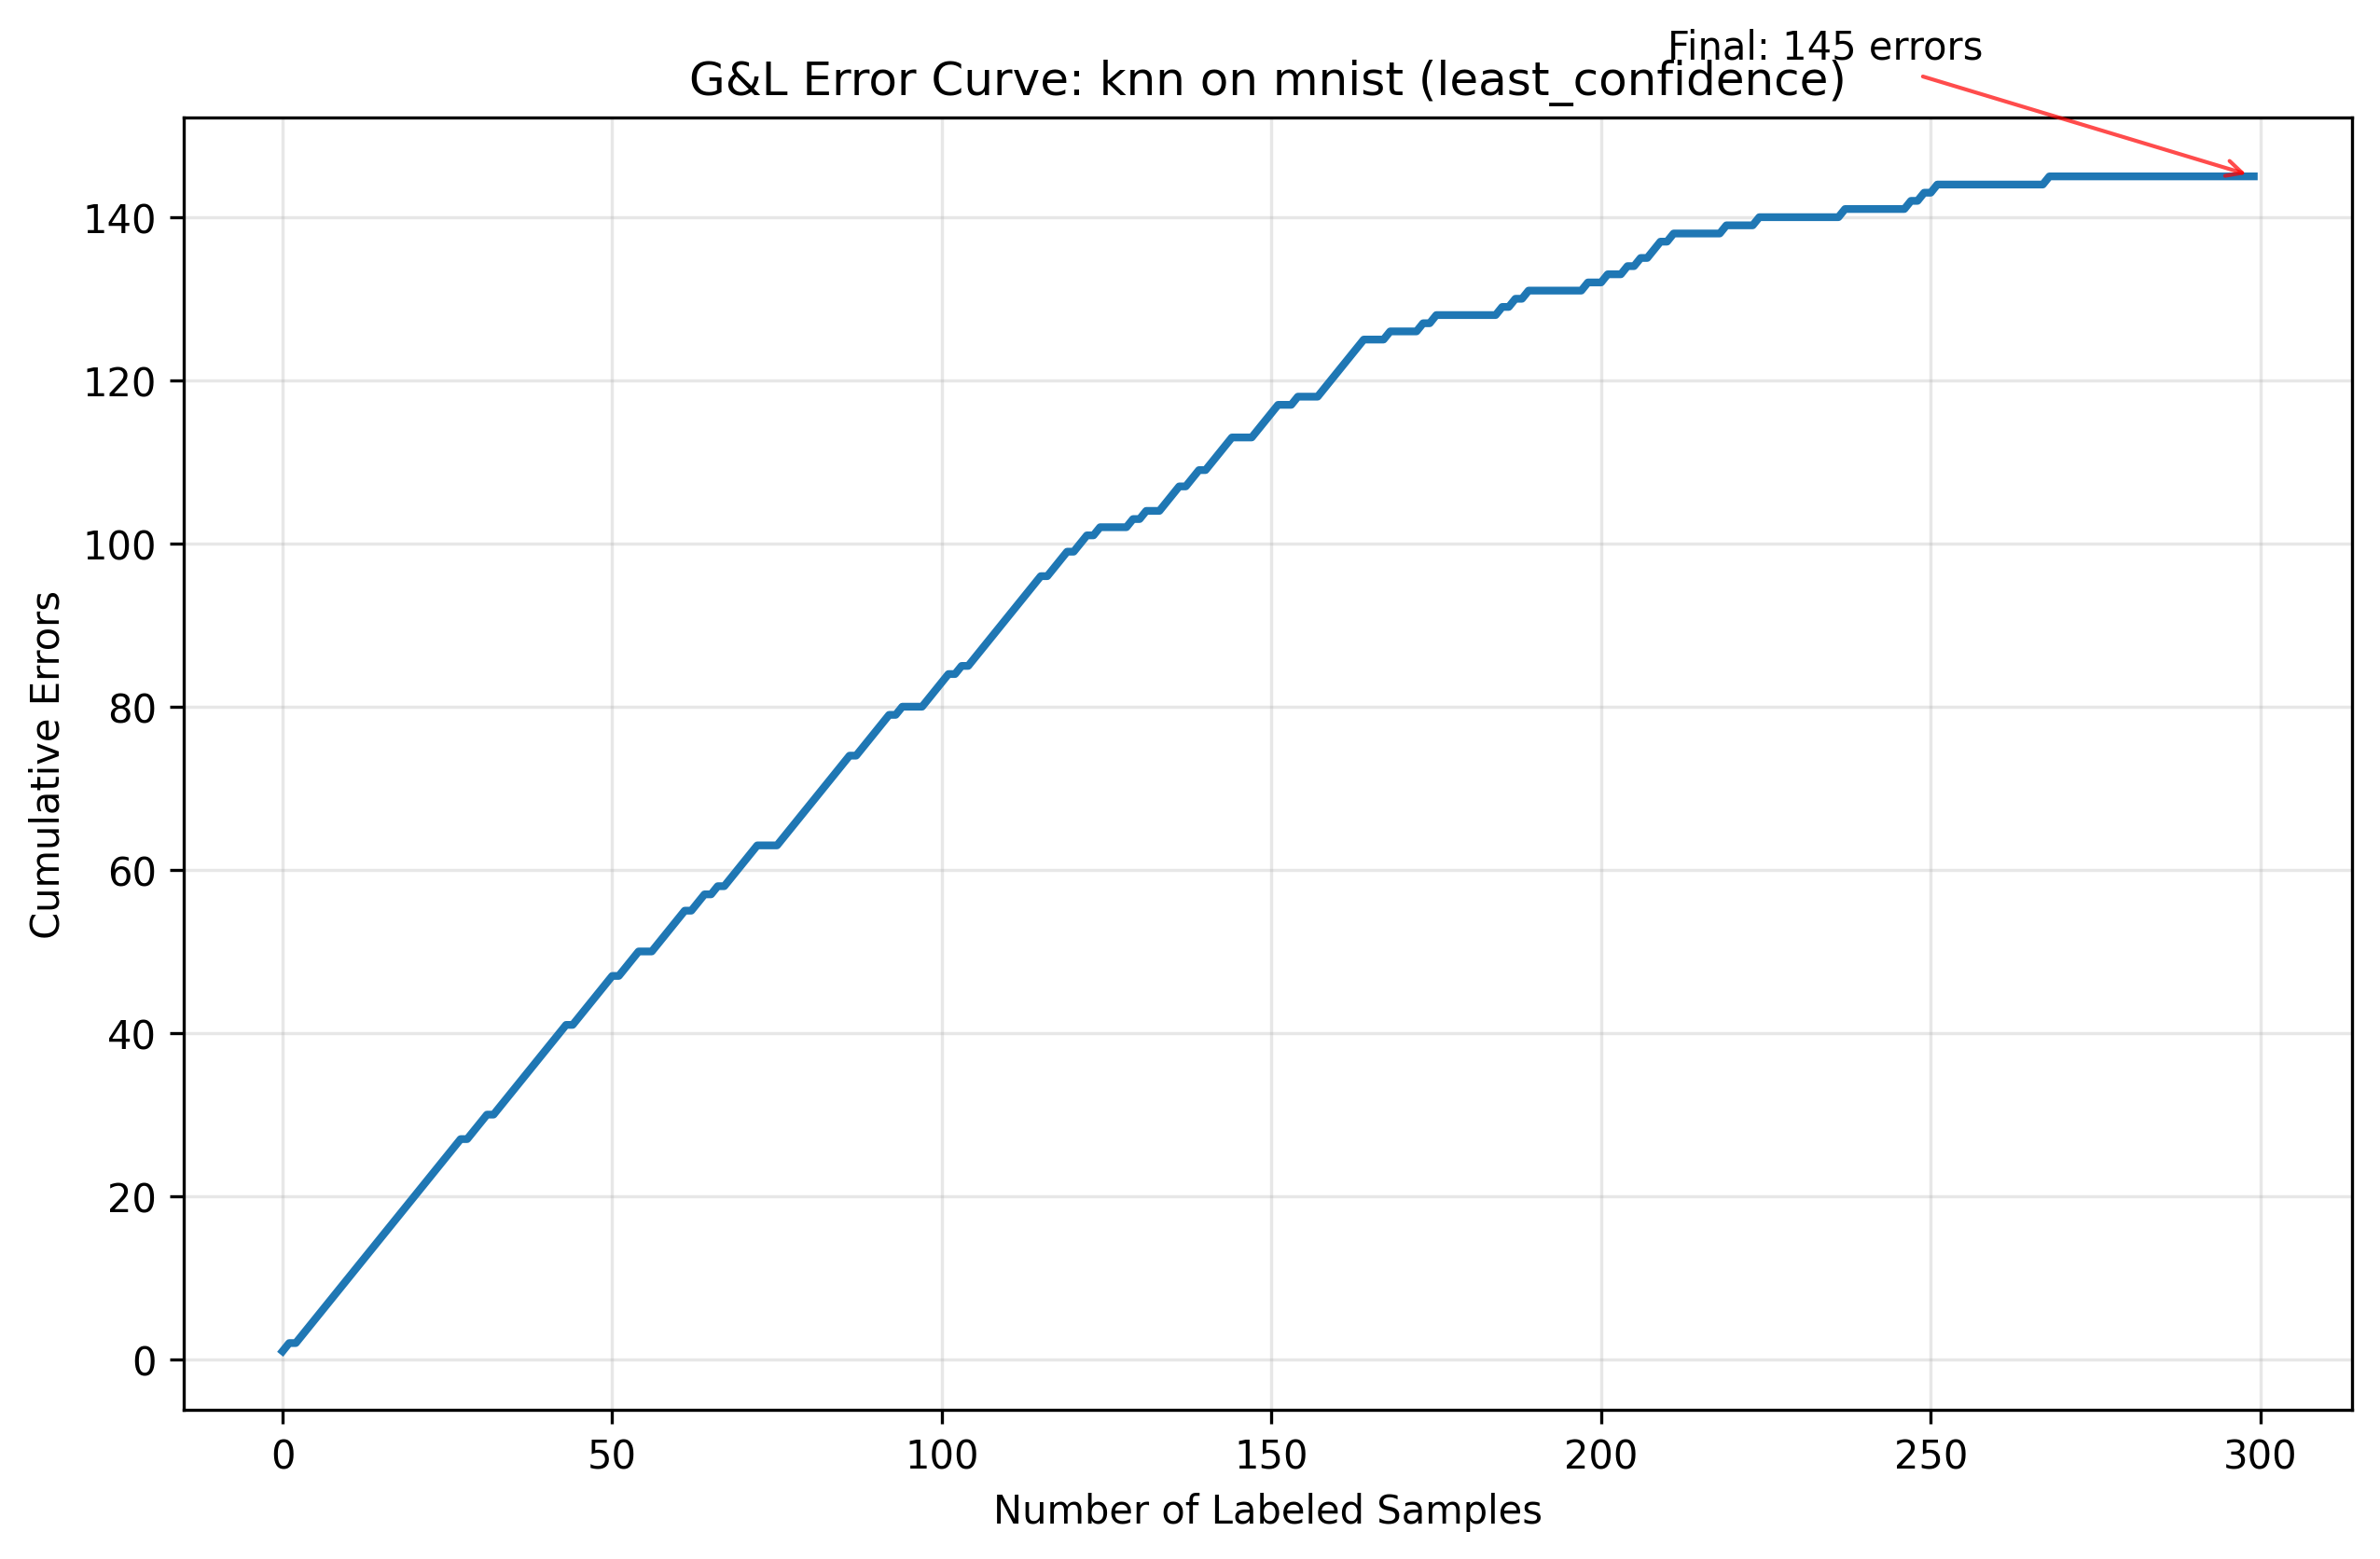 Final: 145 errors
G&L Error Curve: knn on mnist (least_confidence)
Cumulative Errors
140
120
100
80
60
40
20
0
0 50 100 150 200 250 300
Number of Labeled Samples